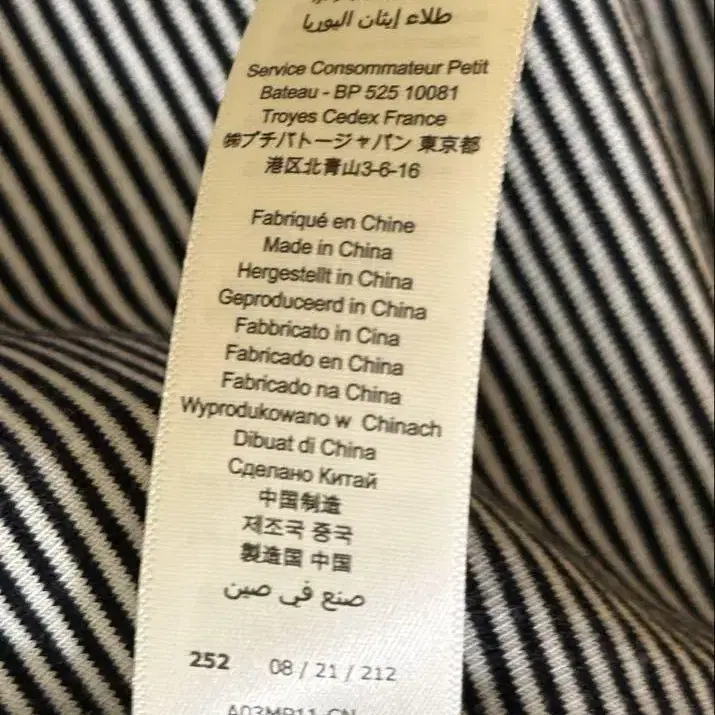 طلاء إيثان اليوريا
Service Consommateur Petit
Bateau - BP 525 10081
Troyes Cedex France
㈱プチバトージャパン 東京都
港区北青山3-6-16
Fabriqué en Chine
Made in China
Hergestellt in China
Geproduceerd in China
Fabbricato in Cina
Fabricado en China
Fabricado na China
Wyprodukowano w Chinach
Dibuat di China
Сделано Китай
中国制造
제조국 중국
製造国 中国
صنع في صين
252 08 / 21 / 212
A03MP11-CN